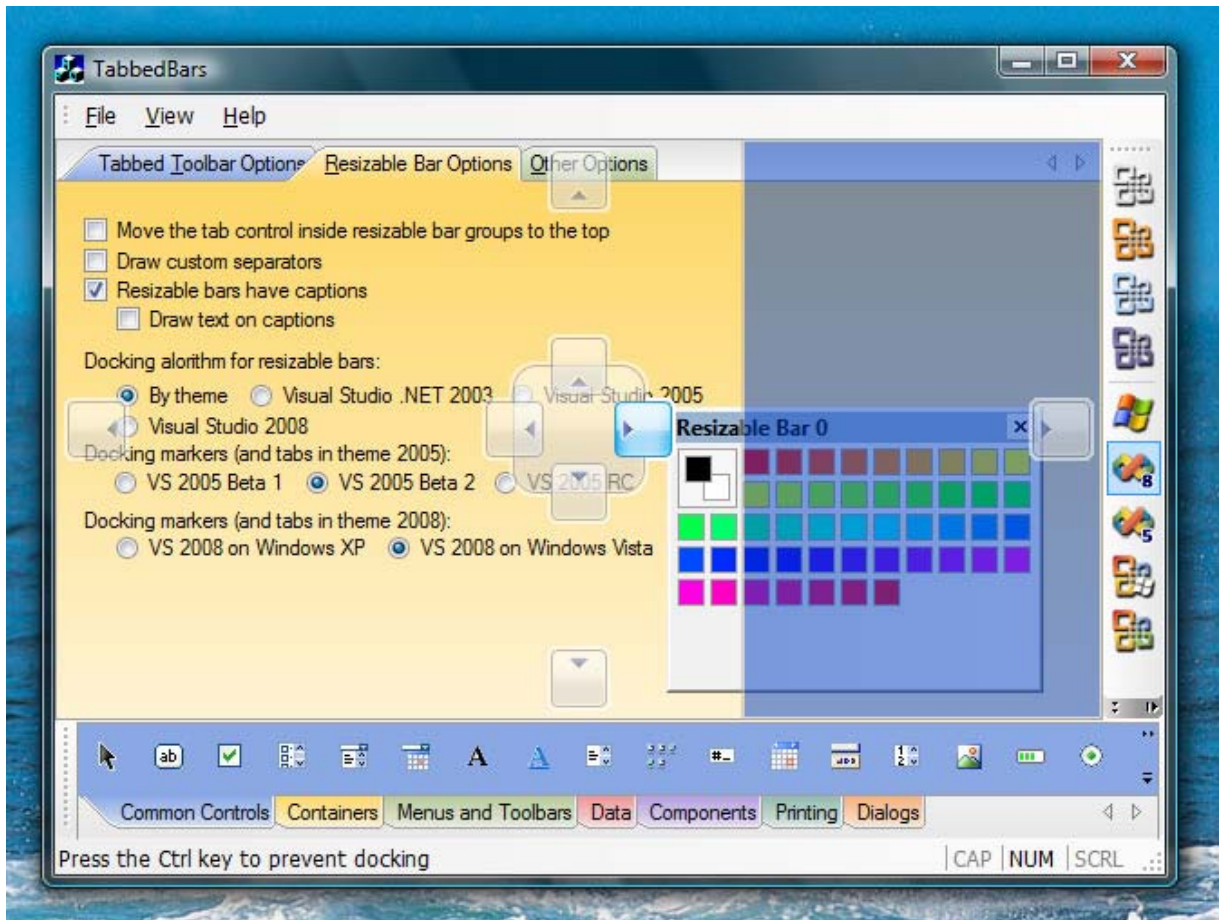 TabbedBars
File View Help
Tabbed Toolbar Options Resizable Bar Options Other Options
Move the tab control inside resizable bar groups to the top
Draw custom separators
Resizable bars have captions
Draw text on captions
Docking alorithm for resizable bars:
By theme Visual Studio .NET 2003 Visual Studio 2005
Visual Studio 2008
Resizable Bar 0
Docking markers (and tabs in theme 2005):
VS 2005 Beta 1 VS 2005 Beta 2 VS 2005 RC
Docking markers (and tabs in theme 2008):
VS 2008 on Windows XP VS 2008 on Windows Vista
8
5
ab A A #_
1
2
Common Controls Containers Menus and Toolbars Data Components Printing Dialogs
Press the Ctrl key to prevent docking CAP NUM SCRL